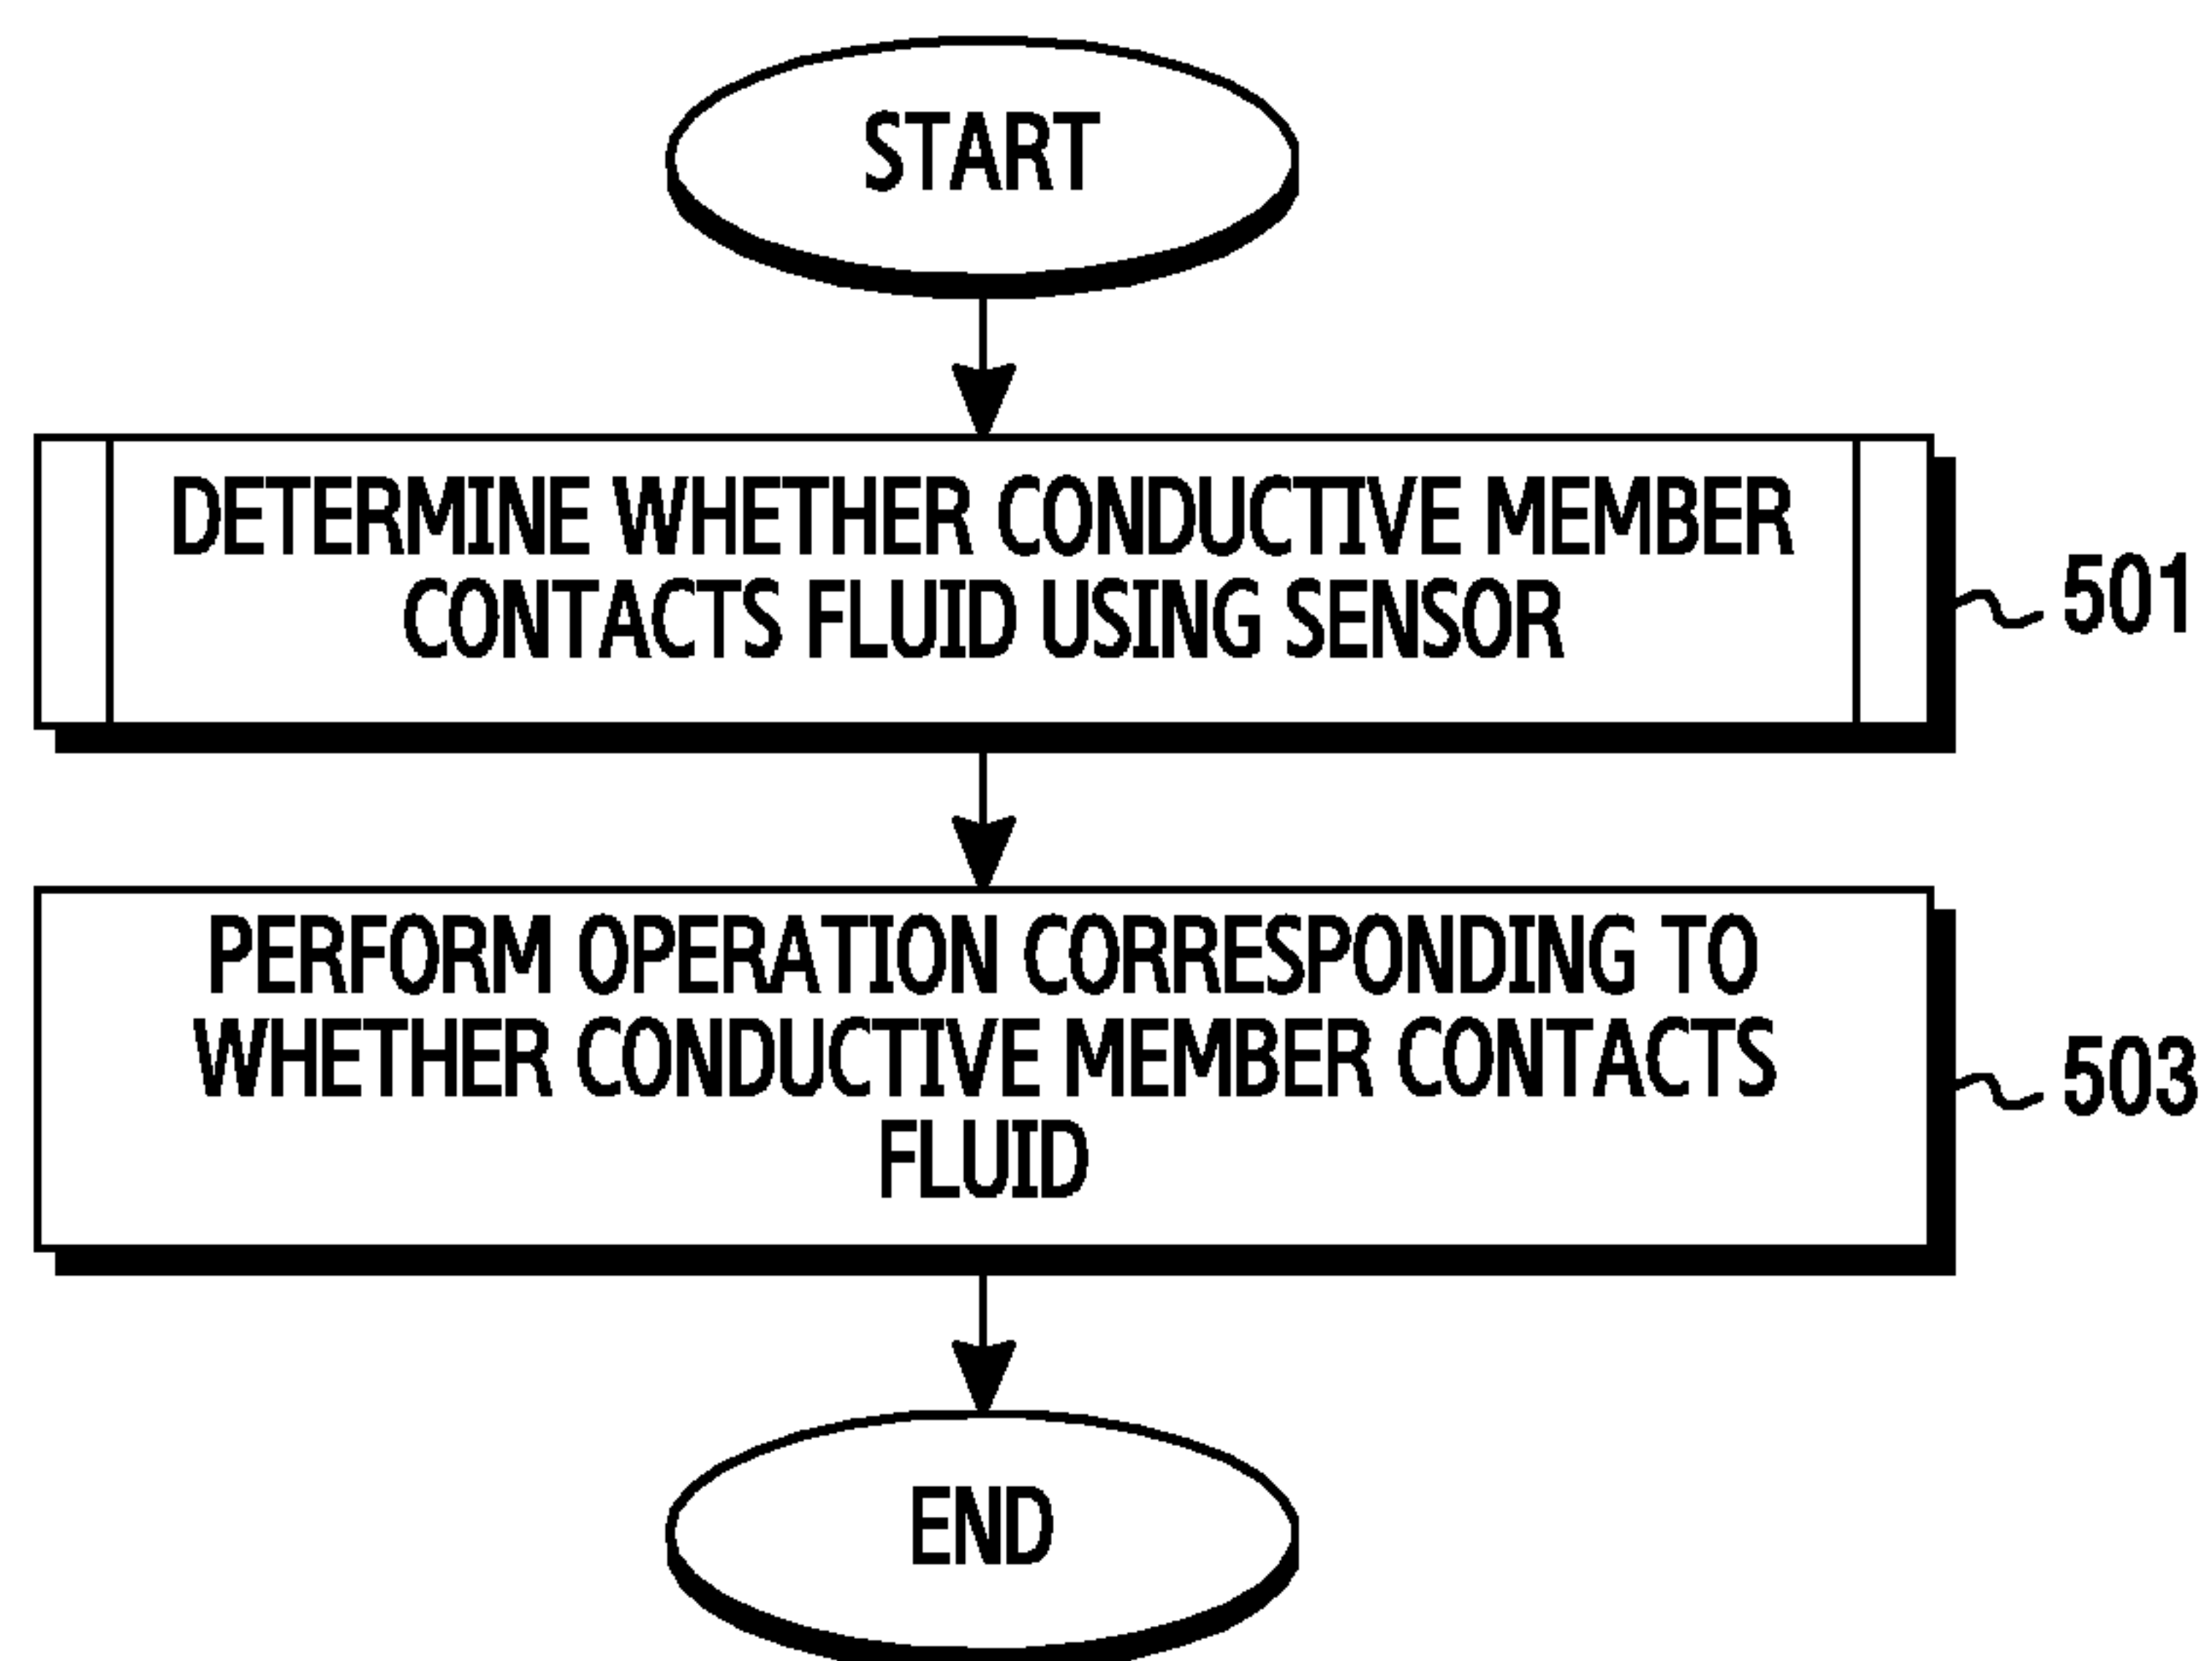 START
DETERMINE WHETHER CONDUCTIVE MEMBER
CONTACTS FLUID USING SENSOR
501
PERFORM OPERATION CORRESPONDING TO
WHETHER CONDUCTIVE MEMBER CONTACTS
FLUID
503
END